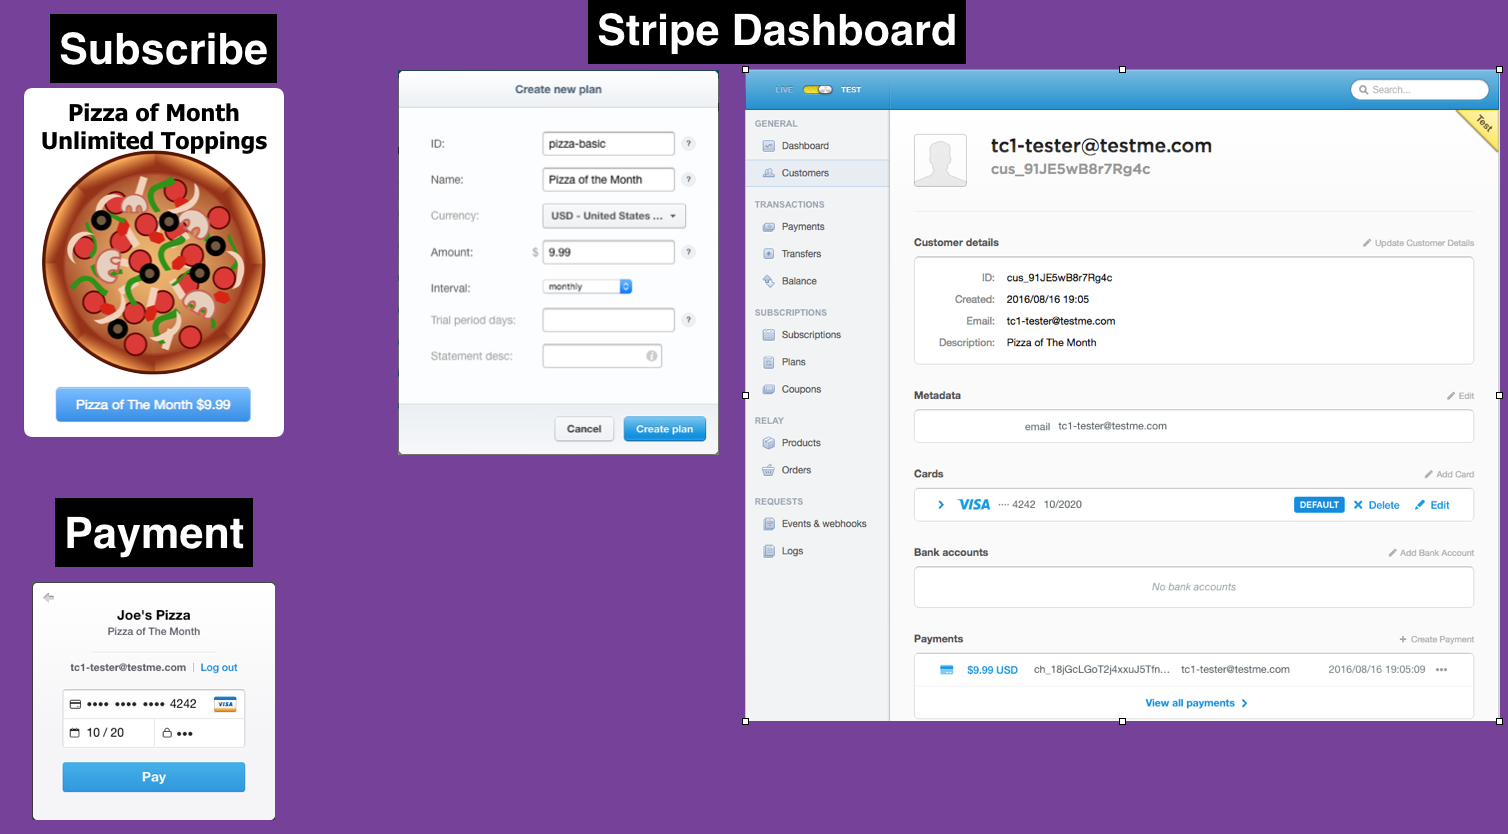 Subscribe
Pizza of Month
Unlimited Toppings
Pizza of The Month $9.99
Payment
Joe's Pizza
Pizza of The Month
tc1-tester@testme.com | Log out
•••• •••• •••• 4242 VISA
10 / 20 •••
Pay
Stripe Dashboard
Create new plan
ID: pizza-basic ?
Name: Pizza of the Month ?
Currency: USD - United States ...
Amount: $ 9.99 ?
Interval: monthly
Trial period days: ?
Statement desc: i
Cancel Create plan
LIVE TEST
Search...
Test
GENERAL
Dashboard
Customers
TRANSACTIONS
Payments
Transfers
Balance
SUBSCRIPTIONS
Subscriptions
Plans
Coupons
RELAY
Products
Orders
REQUESTS
Events & webhooks
Logs
tc1-tester@testme.com
cus_91JE5wB8r7Rg4c
Customer details Update Customer Details
ID: cus_91JE5wB8r7Rg4c
Created: 2016/08/16 19:05
Email: tc1-tester@testme.com
Description: Pizza of The Month
Metadata Edit
email tc1-tester@testme.com
Cards Add Card
VISA ···· 4242 10/2020 DEFAULT Delete Edit
Bank accounts Add Bank Account
No bank accounts
Payments + Create Payment
$9.99 USD ch_18jGcLGoT2j4xxuJ5Tfn... tc1-tester@testme.com 2016/08/16 19:05:09 •••
View all payments